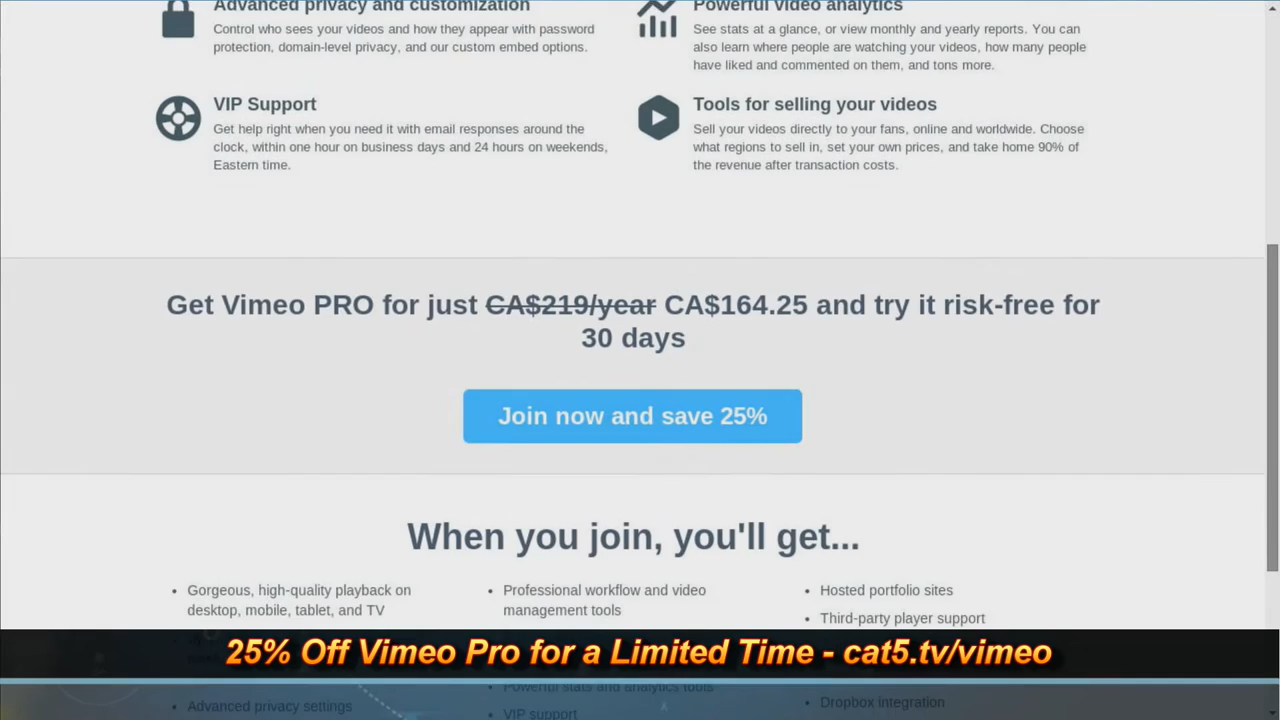 Advanced privacy and customization
Control who sees your videos and how they appear with password
protection, domain-level privacy, and our custom embed options.
Powerful video analytics
See stats at a glance, or view monthly and yearly reports. You can
also learn where people are watching your videos, how many people
have liked and commented on them, and tons more.
VIP Support
Get help right when you need it with email responses around the
clock, within one hour on business days and 24 hours on weekends,
Eastern time.
Tools for selling your videos
Sell your videos directly to your fans, online and worldwide. Choose
what regions to sell in, set your own prices, and take home 90% of
the revenue after transaction costs.
Get Vimeo PRO for just CA$219/year CA$164.25 and try it risk-free for
30 days
Join now and save 25%
When you join, you'll get...
• Gorgeous, high-quality playback on
desktop, mobile, tablet, and TV
Advanced privacy settings
• Professional workflow and video
management tools
Powerful stats and analytics tools
VIP support
• Hosted portfolio sites
• Third-party player support
Dropbox integration
25% Off Vimeo Pro for a Limited Time - cat5.tv/vimeo